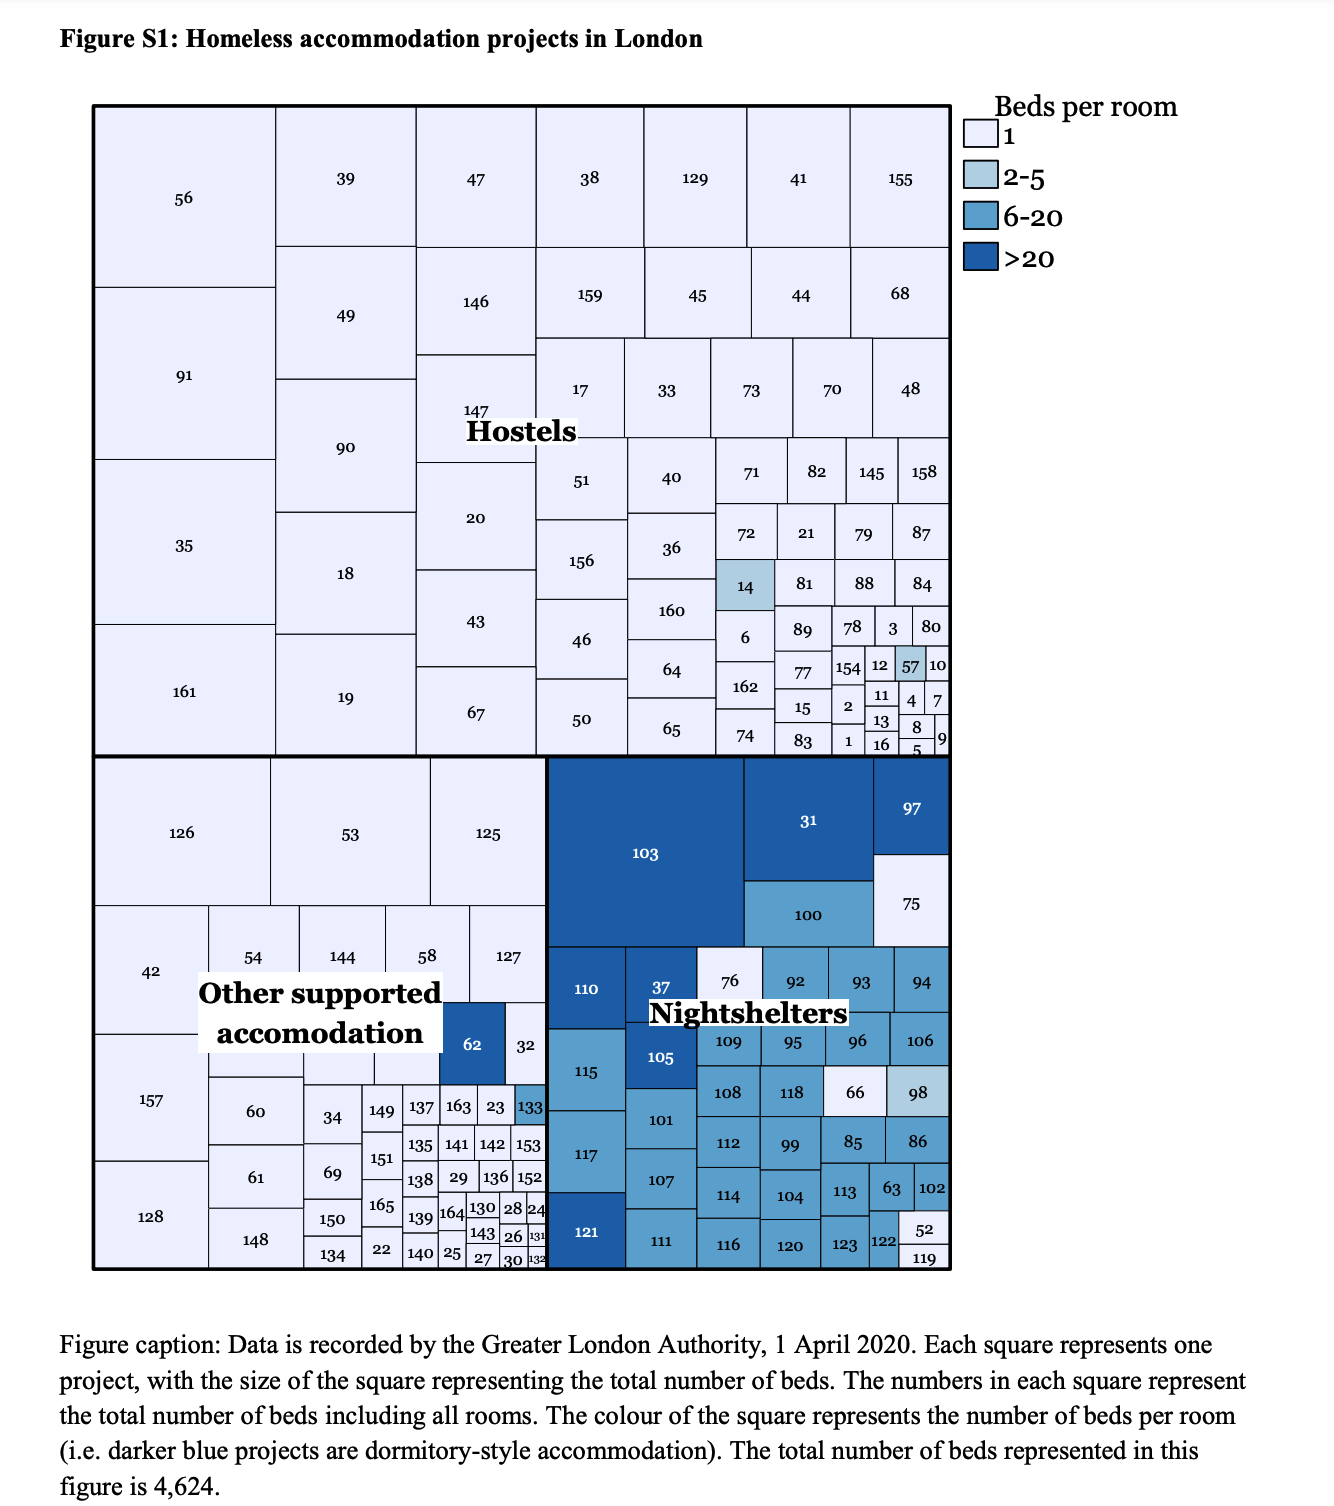 Figure S1: Homeless accommodation projects in London
Beds per room
1
2-5
6-20
>20
56 39 47 38 129 41 155
49 146 159 45 44 68
91 147 17 33 73 70 48
Hostels
90 51 40 71 82 145 158
35 20 156 36 72 21 79 87
18 43 160 14 81 88 84
46 6 89 78 3 80
161 19 67 64 162 77 154 12 57 10
50 65 74 15 2 11 4 7
83 1 13 8 9
16 5
126 53 125 103 31 97
100 75
42 54 144 58 127 110 37 76 92 93 94
Other supported
accomodation
Nightshelters
62 32 115 105 109 95 96 106
157 60 34 149 137 163 23 133 101 108 118 66 98
151 135 141 142 153 117 112 99 85 86
61 69 138 29 136 152 107 114 104 113 63 102
128 150 165 139 164 130 28 24 121 111 116 120 123 122 52
148 134 22 140 25 143 26 131 119
27 30 132
Figure caption: Data is recorded by the Greater London Authority, 1 April 2020. Each square represents one
project, with the size of the square representing the total number of beds. The numbers in each square represent
the total number of beds including all rooms. The colour of the square represents the number of beds per room
(i.e. darker blue projects are dormitory-style accommodation). The total number of beds represented in this
figure is 4,624.